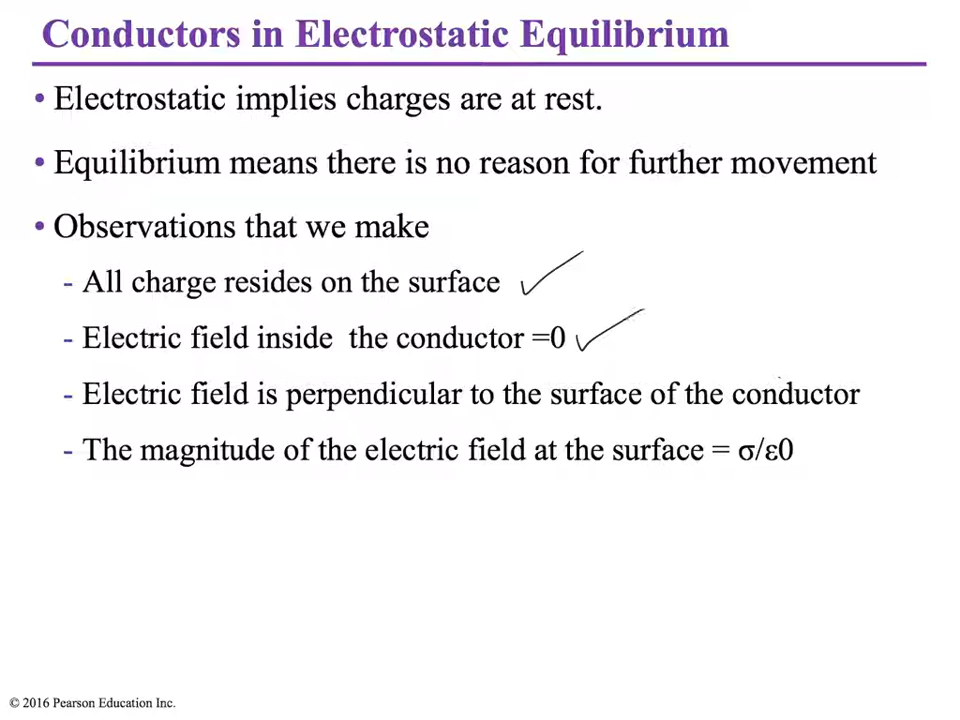 Conductors in Electrostatic Equilibrium
• Electrostatic implies charges are at rest.
• Equilibrium means there is no reason for further movement
• Observations that we make
- All charge resides on the surface
- Electric field inside the conductor =0
- Electric field is perpendicular to the surface of the conductor
- The magnitude of the electric field at the surface = σ/ε0
© 2016 Pearson Education Inc.